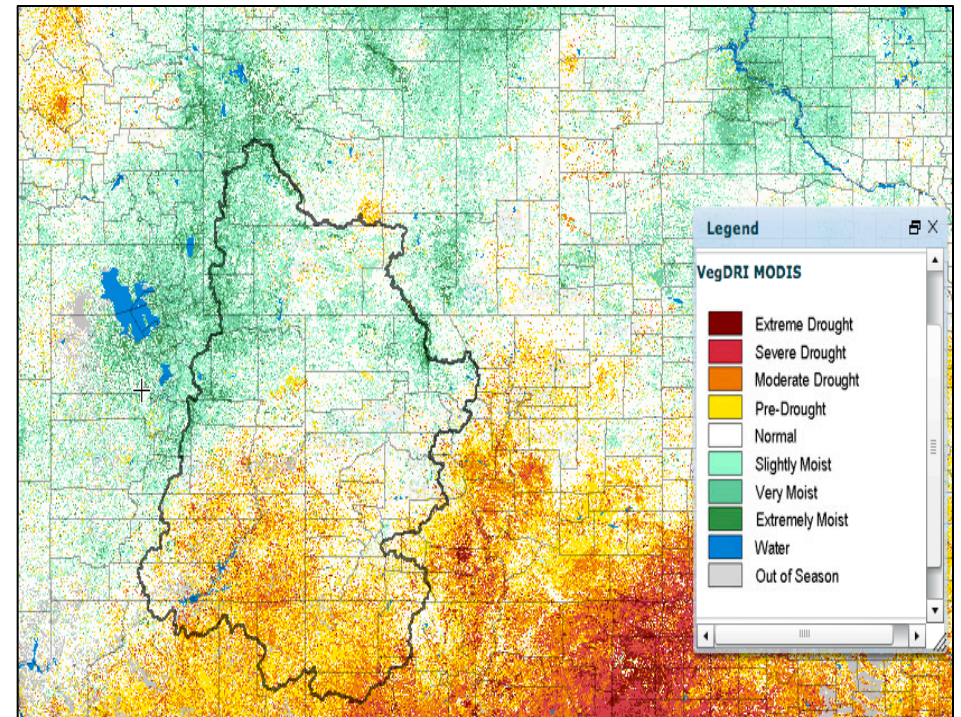 Legend
VegDRI MODIS
Extreme Drought
Severe Drought
Moderate Drought
Pre-Drought
Normal
Slightly Moist
Very Moist
Extremely Moist
Water
Out of Season